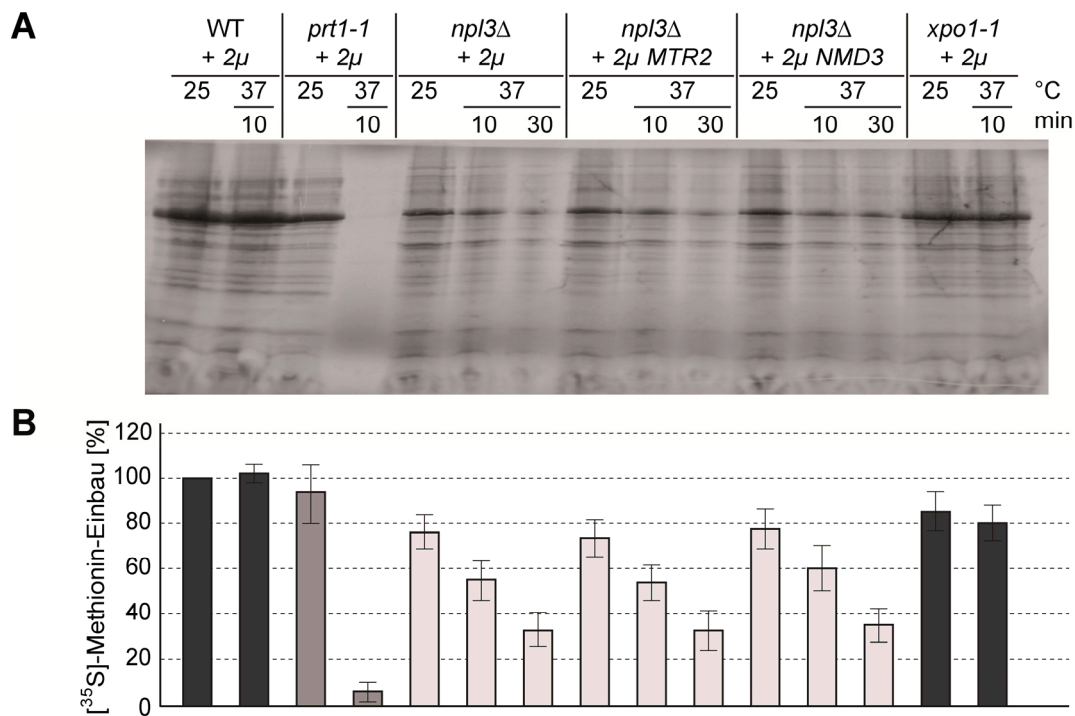 A
WT prt1-1 npl3Δ npl3Δ npl3Δ xpo1-1
+ 2µ + 2µ + 2µ + 2µ MTR2 + 2µ NMD3 + 2µ
25 37 25 37 25 37 25 37 25 37 25 37 °C
10 10 10 30 10 30 10 30 10 min
B
[³⁵S]-Methionin-Einbau [%]
120
100
80
60
40
20
0